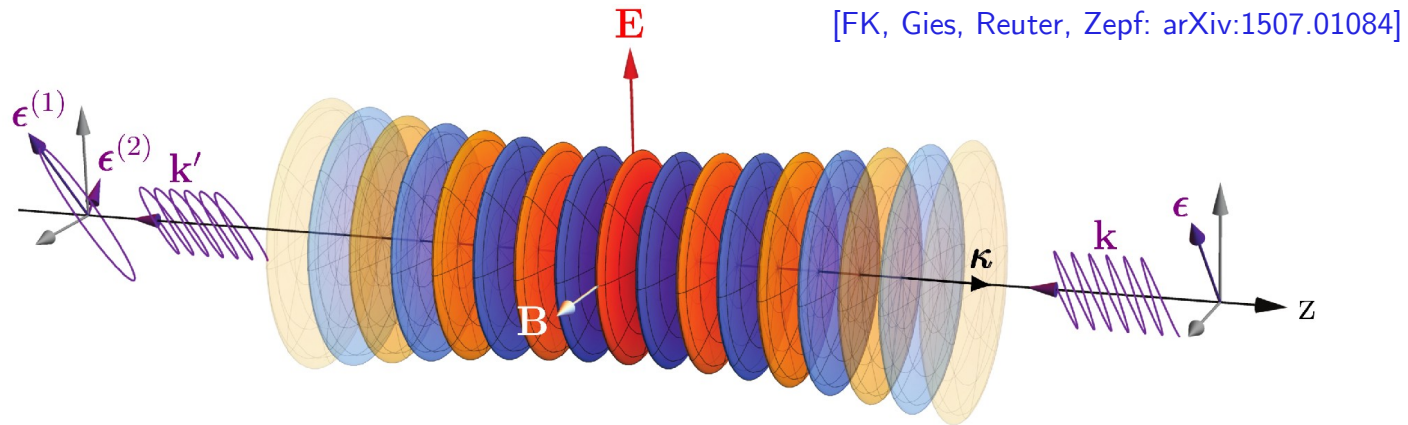 [FK, Gies, Reuter, Zepf: arXiv:1507.01084]
E
ϵ⁽¹⁾
ϵ⁽²⁾
k′
B
κ
k
ϵ
z